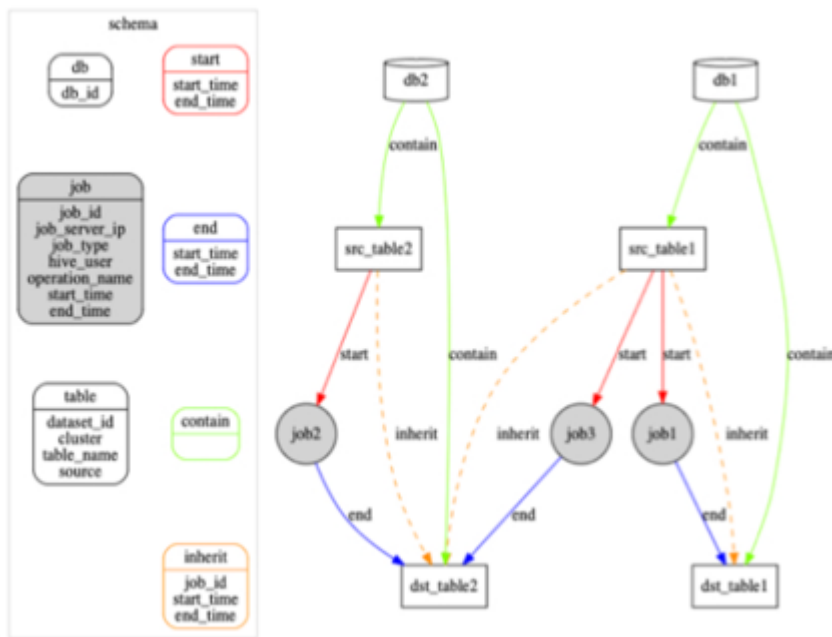 schema
db
db_id
start
start_time
end_time
job
job_id
job_server_ip
job_type
hive_user
operation_name
start_time
end_time
end
start_time
end_time
table
dataset_id
cluster
table_name
source
contain
inherit
job_id
start_time
end_time
db2
db1
contain
contain
src_table2
src_table1
start
contain
start
start
contain
job2
inherit
inherit
job3
job1
inherit
end
end
end
dst_table2
dst_table1